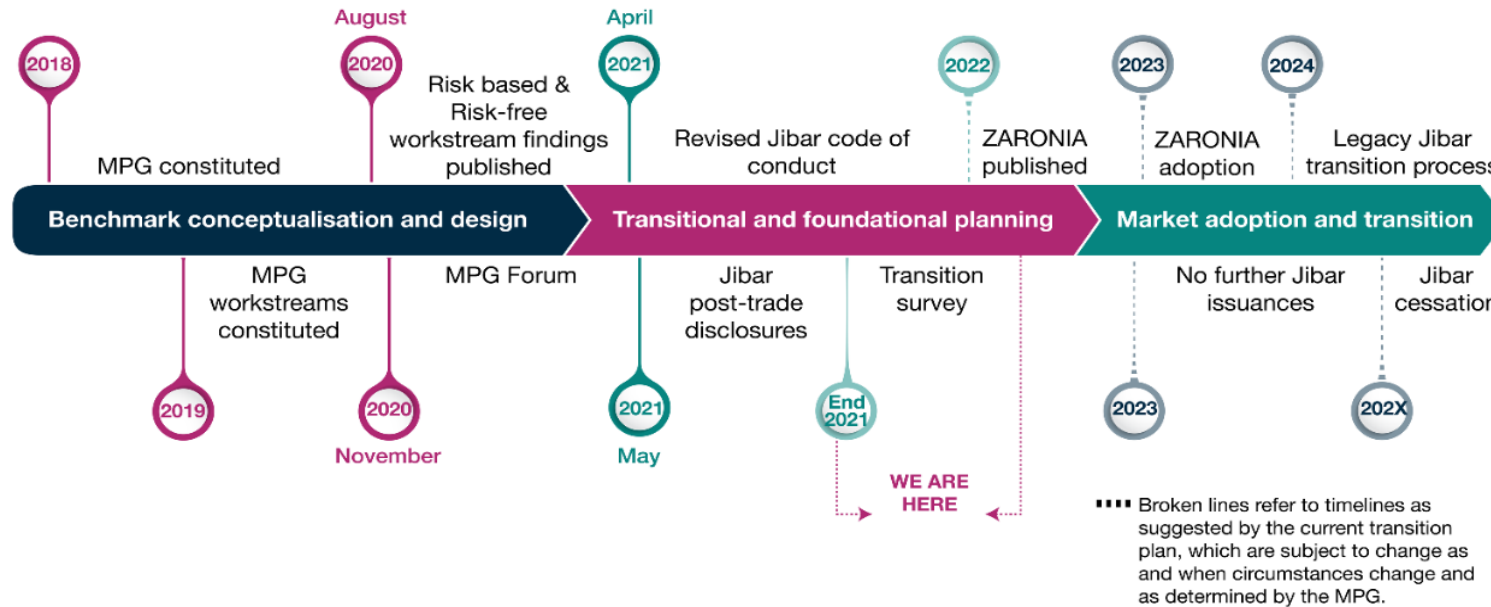 August
April
2018
2020
2021
2022
2023
2024
MPG constituted
Risk based &
Risk-free
workstream findings
published
Revised Jibar code of
conduct
ZARONIA
published
ZARONIA
adoption
Legacy Jibar
transition process
Benchmark conceptualisation and design
Transitional and foundational planning
Market adoption and transition
MPG
workstreams
constituted
MPG Forum
Jibar
post-trade
disclosures
Transition
survey
No further Jibar
issuances
Jibar
cessation
2019
2020
2021
End
2021
2023
202X
November
May
WE ARE
HERE
Broken lines refer to timelines as
suggested by the current transition
plan, which are subject to change as
and when circumstances change and
as determined by the MPG.